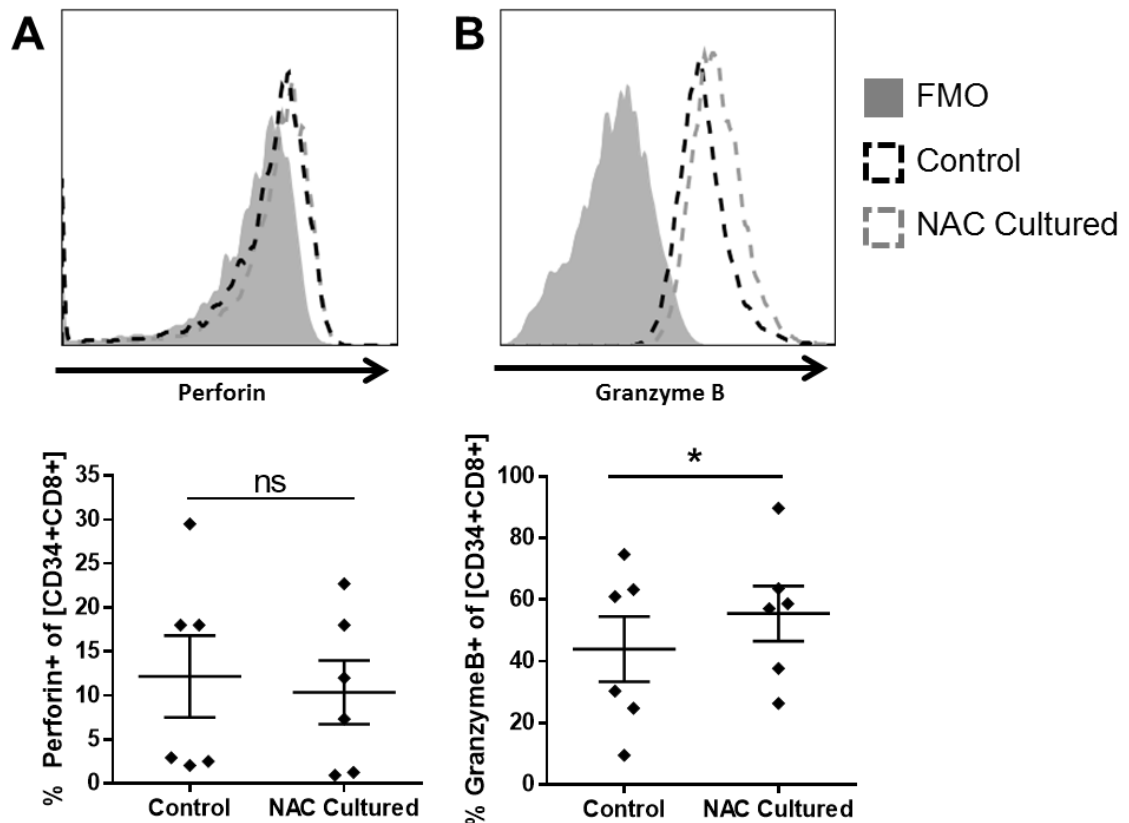 A
B
FMO
Control
NAC Cultured
Perforin
Granzyme B
% Perforin+ of [CD34+CD8+]
35
30
25
20
15
10
5
0
ns
Control
NAC Cultured
% GranzymeB+ of [CD34+CD8+]
100
80
60
40
20
0
*
Control
NAC Cultured